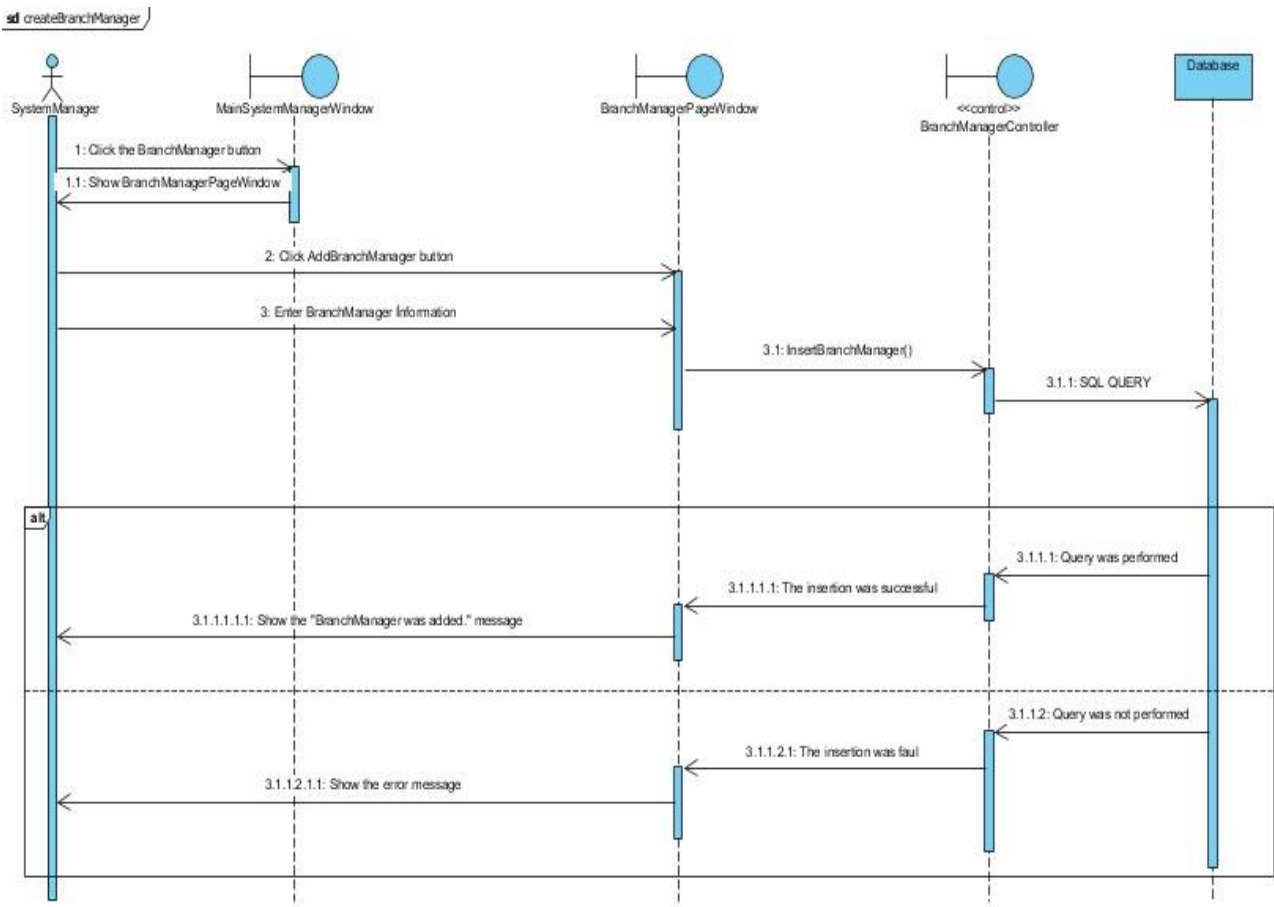 sd createBranchManager
SystemManager
MainSystemManagerWindow
BranchManagerPageWindow
<<control>>
BranchManagerController
Database
1: Click the BranchManager button
1.1: Show BranchManagerPageWindow
2: Click AddBranchManager button
3: Enter BranchManager İnformation
3.1: InsertBranchManager()
3.1.1: SQL QUERY
alt
3.1.1.1: Query was performed
3.1.1.1.1: The insertion was successful
3.1.1.1.1.1: Show the "BranchManager was added." message
3.1.1.2: Query was not performed
3.1.1.2.1: The insertion was faul
3.1.1.2.1.1: Show the error message